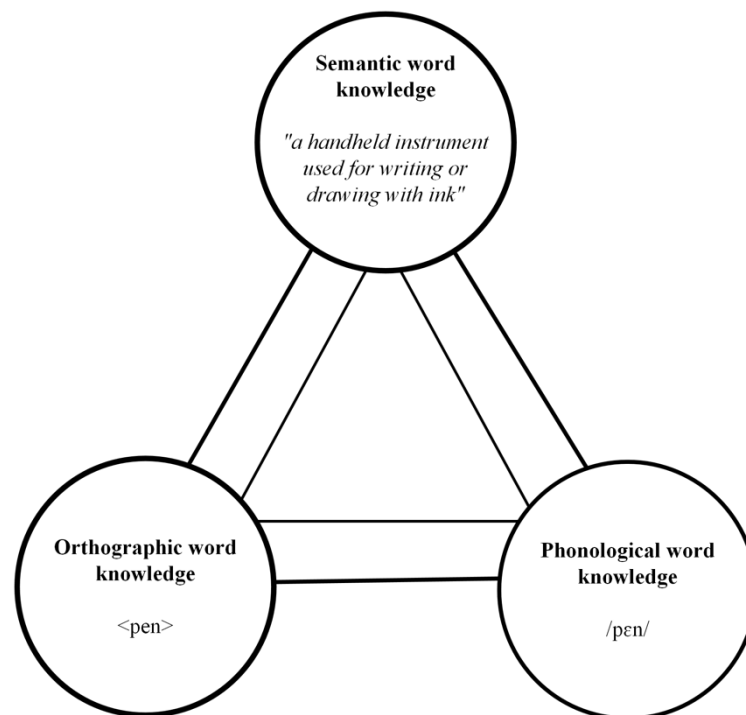 Semantic word
knowledge
"a handheld instrument
used for writing or
drawing with ink"
Orthographic word
knowledge
<pen>
Phonological word
knowledge
/pɛn/